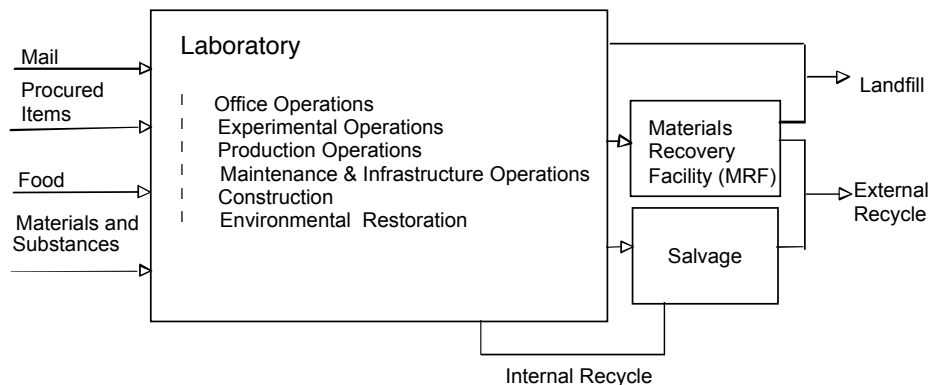 Mail
Procured
Items
Food
Materials and
Substances
Laboratory
Office Operations
Experimental Operations
Production Operations
Maintenance & Infrastructure Operations
Construction
Environmental Restoration
Materials
Recovery
Facility (MRF)
Salvage
Landfill
External
Recycle
Internal Recycle